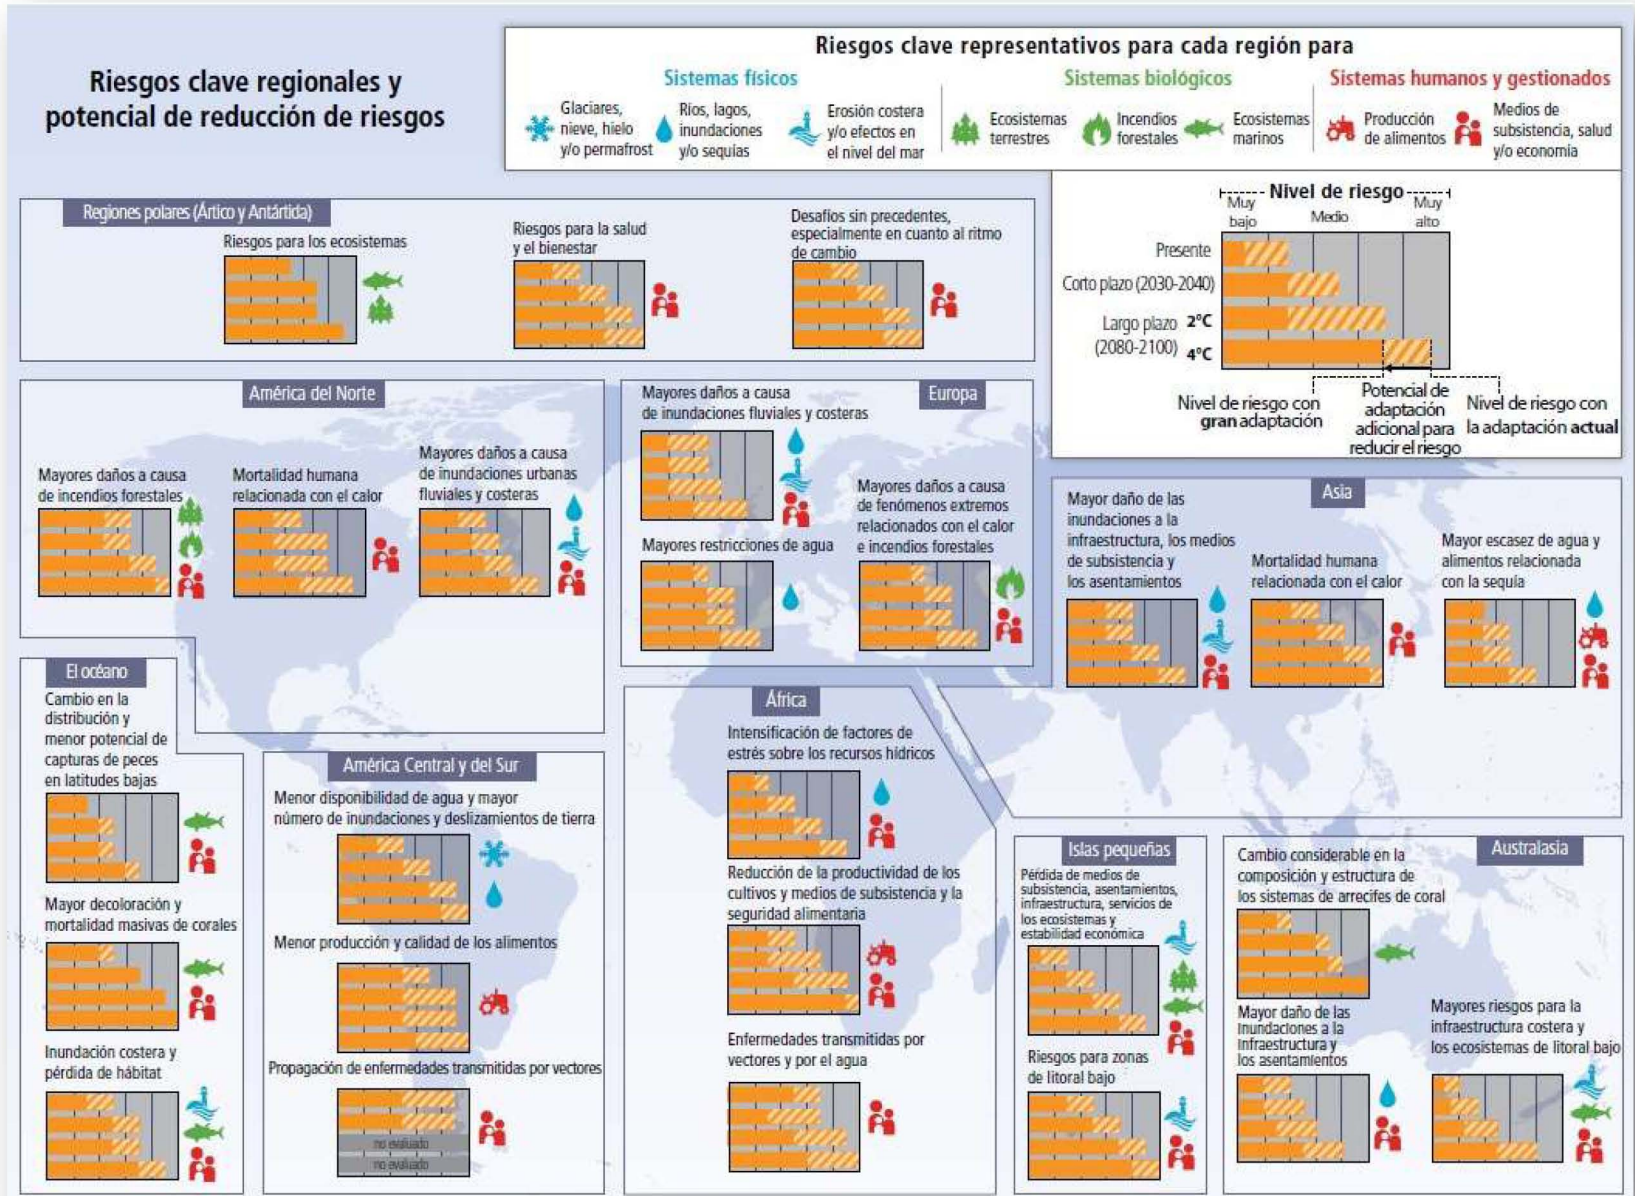 Riesgos clave regionales y
potencial de reducción de riesgos
Riesgos clave representativos para cada región para
Sistemas físicos
Glaciares,
nieve, hielo
y/o permafrost
Ríos, lagos,
inundaciones
y/o sequías
Erosión costera
y/o efectos en
el nivel del mar
Sistemas biológicos
Ecosistemas
terrestres
Incendios
forestales
Ecosistemas
marinos
Sistemas humanos y gestionados
Producción
de alimentos
Medios de
subsistencia, salud
y/o economía
Nivel de riesgo
Muy
bajo
Medio
Muy
alto
Presente
Corto plazo (2030-2040)
Largo plazo
(2080-2100)
2°C
4°C
Nivel de riesgo con
gran adaptación
Potencial de
adaptación
adicional para
reducir el riesgo
Nivel de riesgo con
la adaptación actual
Regiones polares (Ártico y Antártida)
Riesgos para los ecosistemas
Riesgos para la salud
y el bienestar
Desafíos sin precedentes,
especialmente en cuanto al ritmo
de cambio
América del Norte
Mayores daños a causa
de incendios forestales
Mortalidad humana
relacionada con el calor
Mayores daños a causa
de inundaciones urbanas
fluviales y costeras
Europa
Mayores daños a causa
de inundaciones fluviales y costeras
Mayores restricciones de agua
Mayores daños a causa
de fenómenos extremos
relacionados con el calor
e incendios forestales
Asia
Mayor daño de las
inundaciones a la
infraestructura, los medios
de subsistencia y
los asentamientos
Mortalidad humana
relacionada con el calor
Mayor escasez de agua y
alimentos relacionada
con la sequía
El océano
Cambio en la
distribución y
menor potencial de
capturas de peces
en latitudes bajas
Mayor decoloración y
mortalidad masivas de corales
Inundación costera y
pérdida de hábitat
América Central y del Sur
Menor disponibilidad de agua y mayor
número de inundaciones y deslizamientos de tierra
Menor producción y calidad de los alimentos
Propagación de enfermedades transmitidas por vectores
no evaluado
no evaluado
África
Intensificación de factores de
estrés sobre los recursos hídricos
Reducción de la productividad de los
cultivos y medios de subsistencia y la
seguridad alimentaria
Enfermedades transmitidas por
vectores y por el agua
Islas pequeñas
Pérdida de medios de
subsistencia, asentamientos,
infraestructura, servicios de
los ecosistemas y
estabilidad económica
Riesgos para zonas
de litoral bajo
Australasia
Cambio considerable en la
composición y estructura de
los sistemas de arrecifes de coral
Mayor daño de las
inundaciones a la
infraestructura y
los asentamientos
Mayores riesgos para la
infraestructura costera y
los ecosistemas de litoral bajo